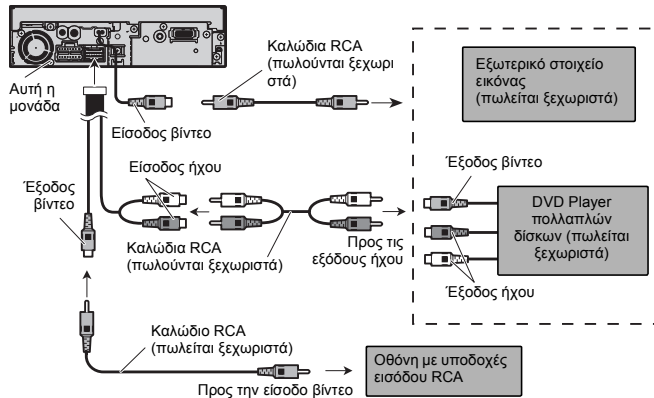 Καλώδια RCA
(πωλούνται ξεχωρι
στά)
Εξωτερικό στοιχείο
εικόνας
(πωλείται ξεχωριστά)
Αυτή η
μονάδα
Είσοδος βίντεο
Είσοδος ήχου
Έξοδος βίντεο
Έξοδος
βίντεο
DVD Player
πολλαπλών
δίσκων (πωλείται
ξεχωριστά)
Καλώδια RCA
(πωλούνται ξεχωριστά)
Προς τις
εξόδους ήχου
Έξοδος ήχου
Καλώδιο RCA
(πωλείται ξεχωριστά)
Οθόνη με υποδοχές
εισόδου RCA
Προς την είσοδο βίντεο